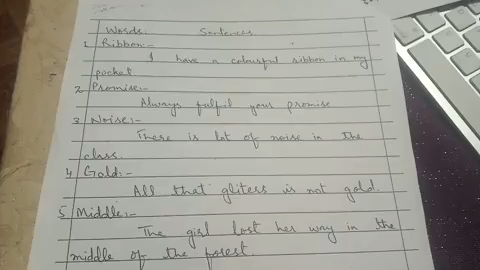 Words. Sentences.
1 Ribbon:-
I have a colourful ribbon in my
pocket
2 Promise:-
Always fulfil your promise
3 Noise:-
There is lot of noise in the
class.
4 Gold:-
All that gliters is not gold.
5 Middle:-
The girl lost her way in the
middle of the forest.